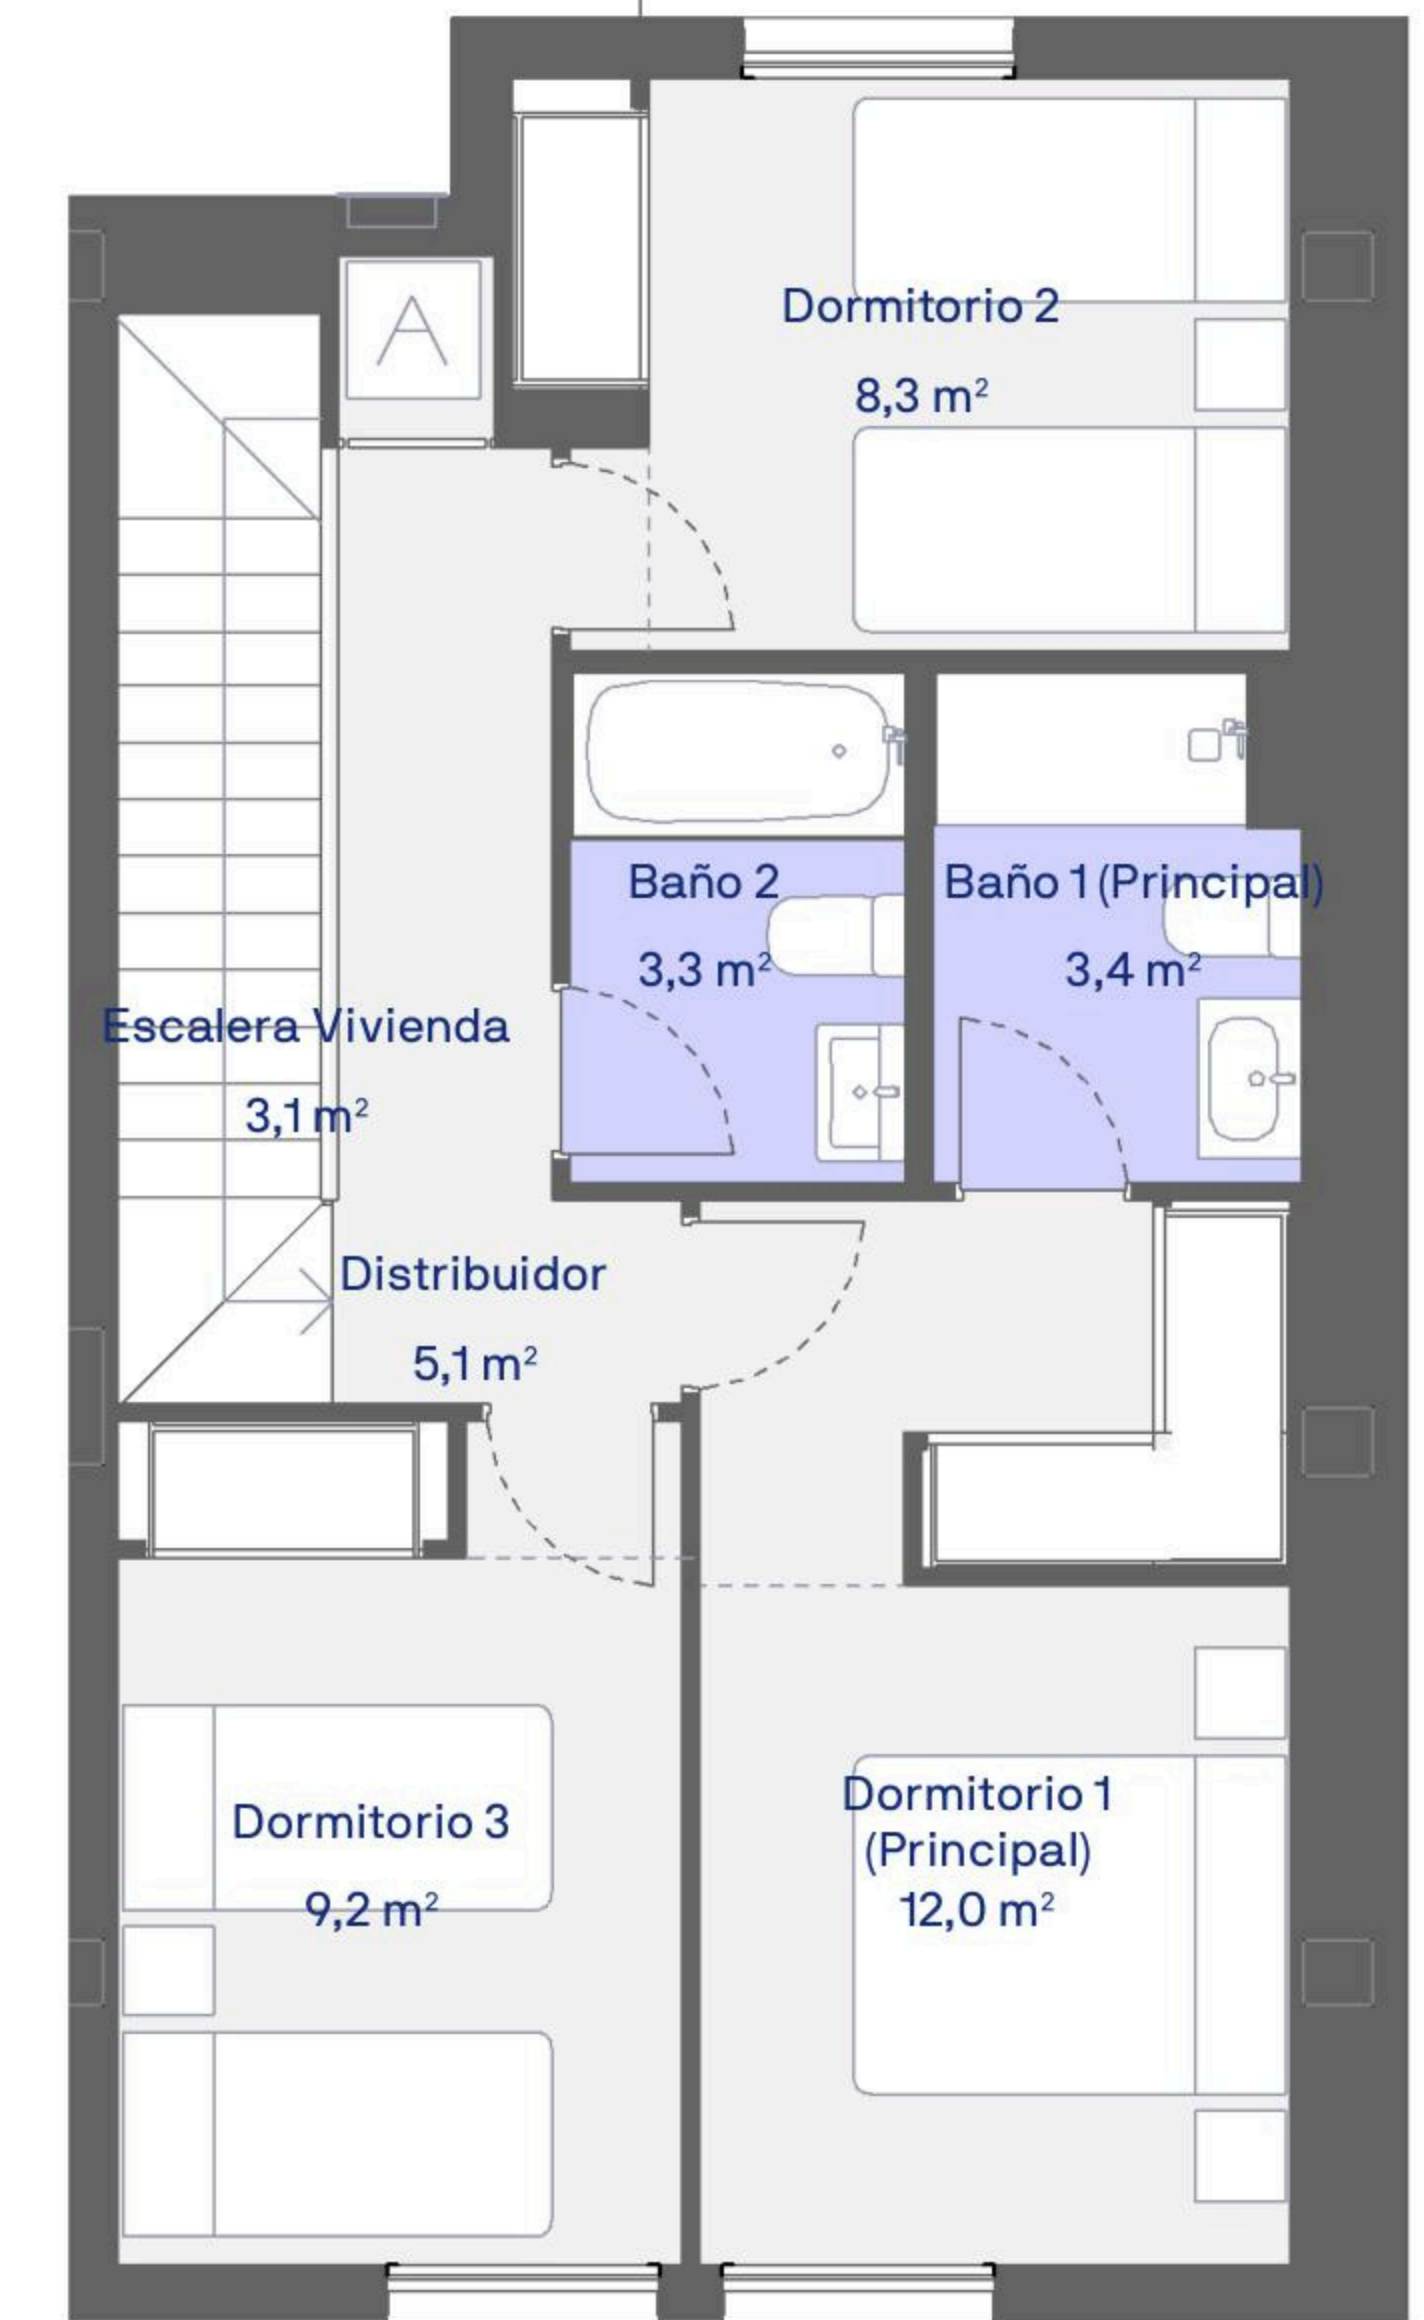 A
Dormitorio 2
8,3 m²
Baño 2
3,3 m²
Baño 1 (Principal)
3,4 m²
Escalera Vivienda
3,1 m²
Distribuidor
5,1 m²
Dormitorio 3
9,2 m²
Dormitorio 1
(Principal)
12,0 m²